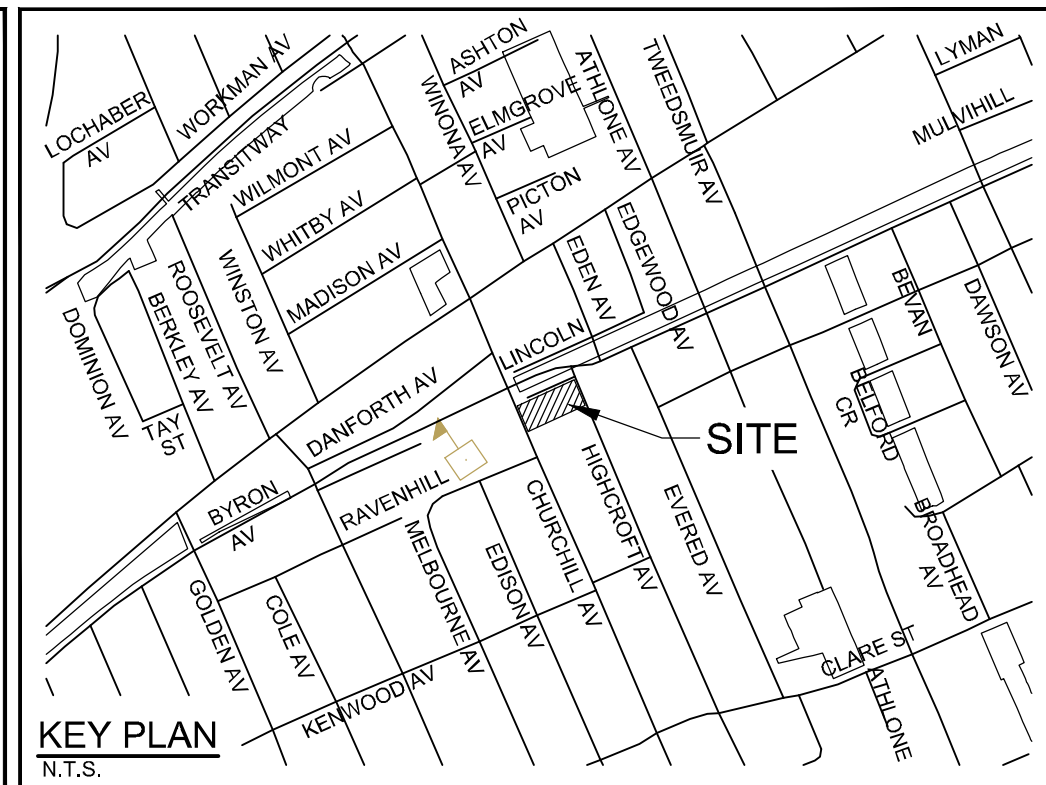 LOCHABER
AV
WORKMAN AV
TRANSITWAY
WILMONT AV
WHITBY AV
MADISON AV
WINONA AV
ASHTON
AV
ELMGROVE
AV
PICTON
AV
ATHLONE AV
TWEEDSMUIR AV
LYMAN
MULVIHILL
EDEN AV
EDGEWOOD AV
DOMINION AV
BERKLEY AV
ROOSEVELT AV
WINSTON AV
TAY
ST
DANFORTH AV
LINCOLN
BEVAN
DAWSON AV
BELFORD
CR
SITE
BYRON
AV
RAVENHILL
GOLDEN AV
COLE AV
MELBOURNE AV
EDISON AV
CHURCHILL AV
HIGHCROFT AV
EVERED AV
BROADHEAD
AV
KENWOOD AV
CLARE ST
ATHLONE
KEY PLAN
N.T.S.